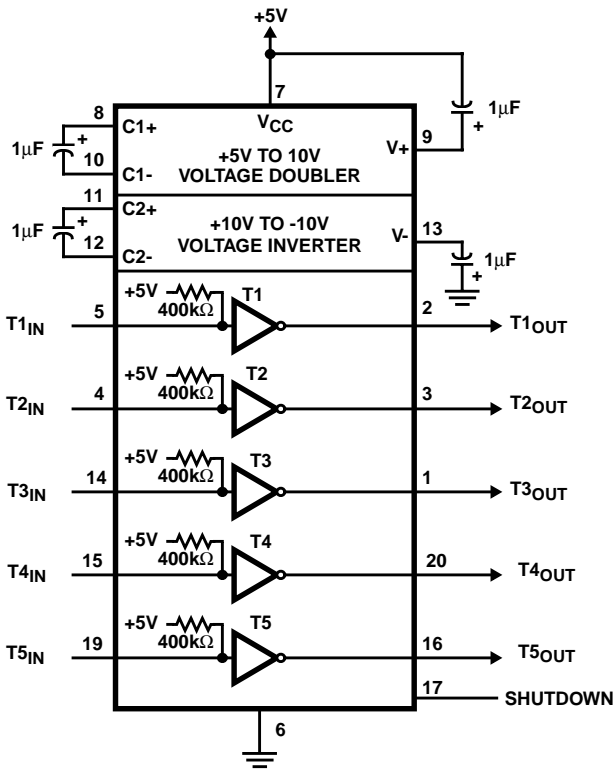 +5V
7
8
C1+
VCC
1μF
+
1μF
+
9
V+
10
C1-
+5V TO 10V
VOLTAGE DOUBLER
11
C2+
1μF
+
+10V TO -10V
VOLTAGE INVERTER
V-
13
12
C2-
1μF
+
+5V
400kΩ
T1
T1IN
5
2
T1OUT
+5V
400kΩ
T2
T2IN
4
3
T2OUT
+5V
400kΩ
T3
T3IN
14
1
T3OUT
+5V
400kΩ
T4
T4IN
15
20
T4OUT
+5V
400kΩ
T5
T5IN
19
16
T5OUT
17
SHUTDOWN
6